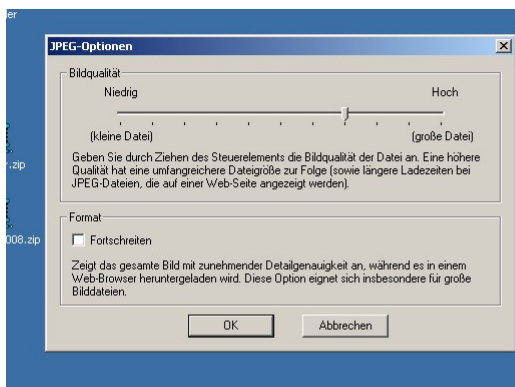 er
JPEG-Optionen
Bildqualität
Niedrig
Hoch
(kleine Datei)
(große Datei)
Geben Sie durch Ziehen des Steuerelements die Bildqualität der Datei an. Eine höhere
Qualität hat eine umfangreichere Dateigröße zur Folge (sowie längere Ladezeiten bei
JPEG-Dateien, die auf einer Web-Seite angezeigt werden).
.zip
Format
008.zip
Fortschreiten
Zeigt das gesamte Bild mit zunehmender Detailgenauigkeit an, während es in einem
Web-Browser heruntergeladen wird. Diese Option eignet sich insbesondere für große
Bilddateien.
OK
Abbrechen